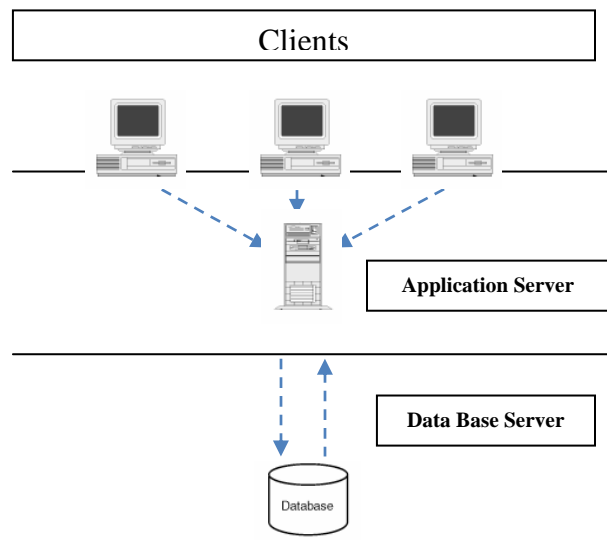 Clients
Application Server
Data Base Server
Database